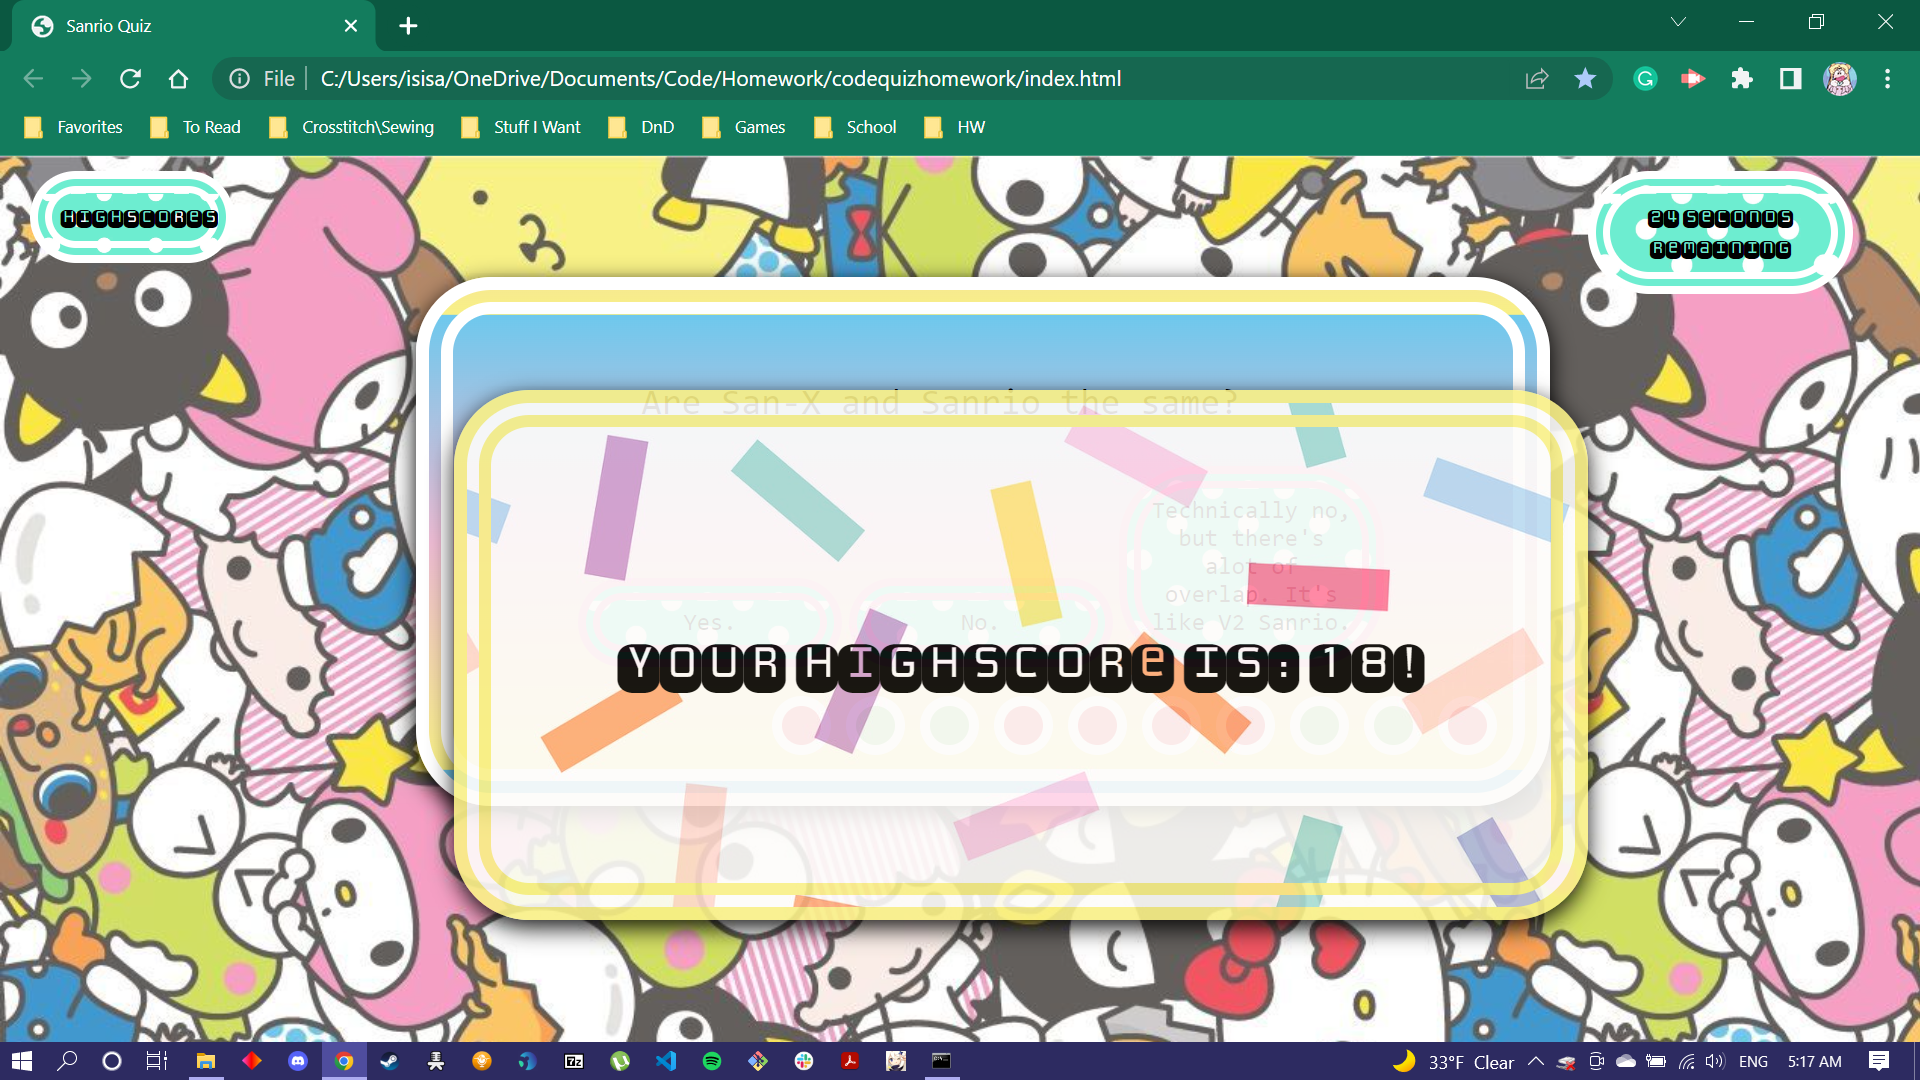 Sanrio Quiz
File
C:/Users/isisa/OneDrive/Documents/Code/Homework/codequizhomework/index.html
Favorites
To Read
Crosstitch\Sewing
Stuff I Want
DnD
Games
School
HW
HIGHSCOReS
24 SeCONDS
ReMaINING
Are San-X and Sanrio the same?
Technically no,
but there's
alot of
overlap. It's
like V2 Sanrio.
Yes.
No.
YOUR HIGHSCORe IS: 18!
7z
33°F Clear
ENG
5:17 AM